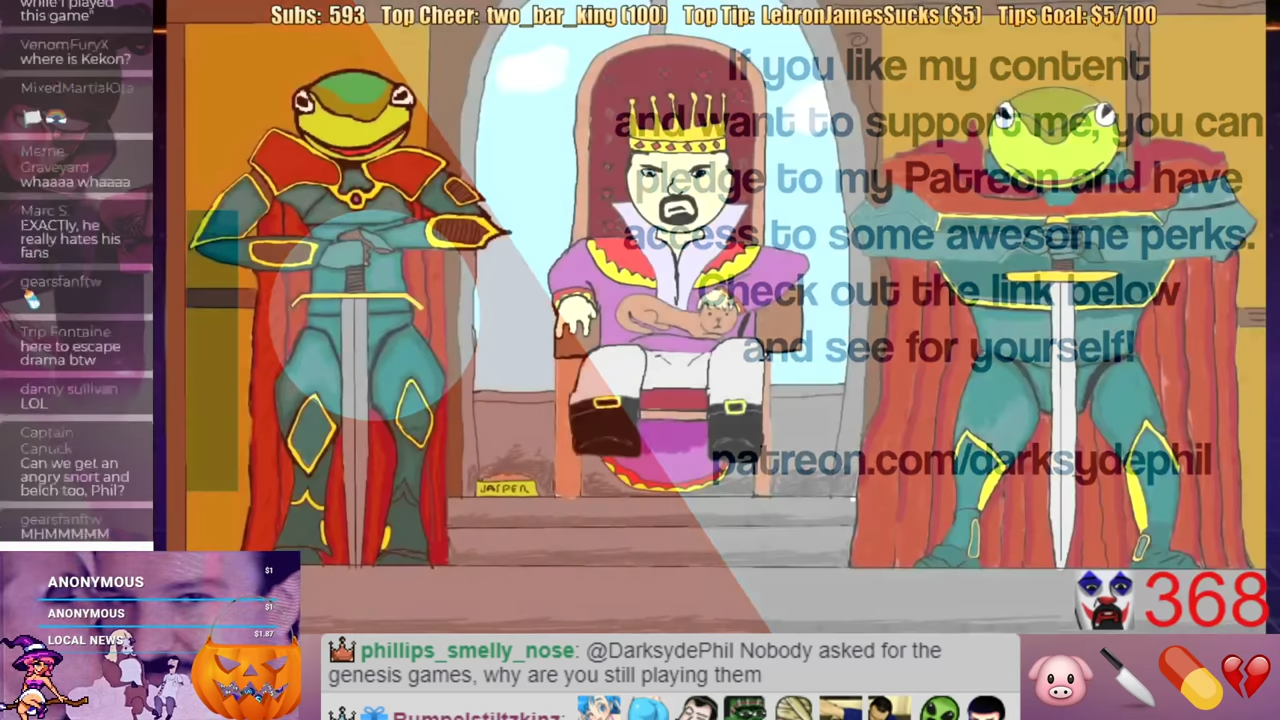 Subs: 593 Top Cheer: two_bar_king (100) Top Tip: LebronJamesSucks ($5) Tips Goal: $5/100
while I played
this game"
VenomFuryX
where is Kekon?
MixedMartialOta
Meme
Graveyard
whaaaa whaaaa
Marc S.
EXACTly, he
really hates his
fans
gearsfanftw
Trip Fontaine
here to escape
drama btw
danny sullivan
LOL
Captain
Canuck
Can we get an
angry snort and
belch too, Phil?
gearsfanftw
MHMMMMM
If you like my content
and want to support me, you can
pledge to my Patreon and have
access to some awesome perks.
Check out the link below
and see for yourself!
patreon.com/darksydephil
JASPER
368
ANONYMOUS $1
ANONYMOUS $1
LOCAL NEWS $1.87
phillips_smelly_nose: @DarksydePhil Nobody asked for the
genesis games, why are you still playing them
Rumpelstiltzkinz: